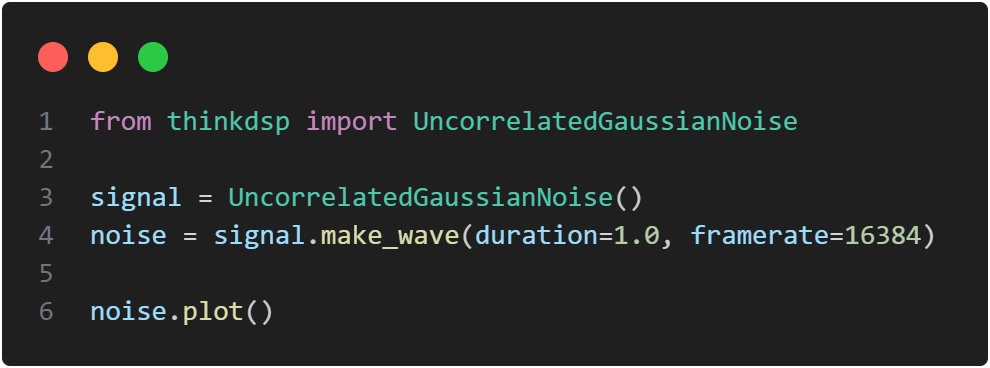 1 from thinkdsp import UncorrelatedGaussianNoise
2
3 signal = UncorrelatedGaussianNoise()
4 noise = signal.make_wave(duration=1.0, framerate=16384)
5
6 noise.plot()